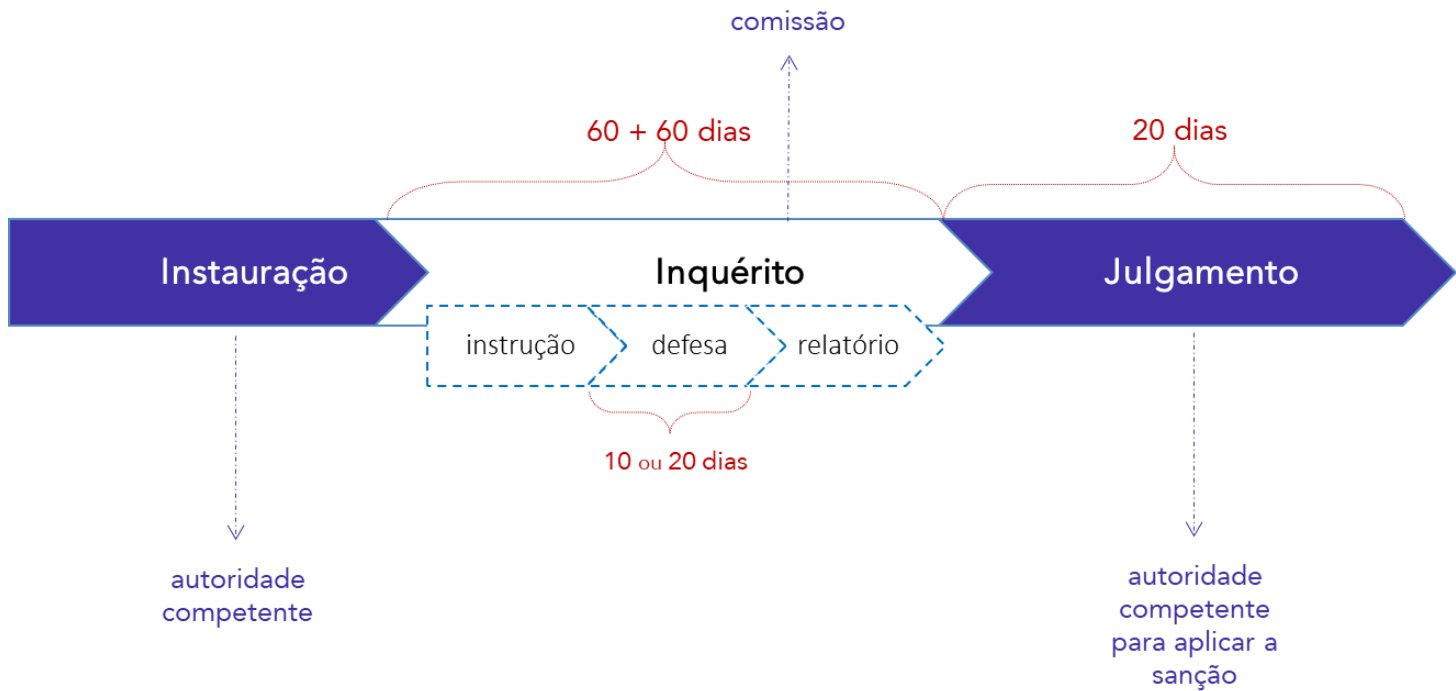 comissão
60 + 60 dias
20 dias
Instauração
Inquérito
Julgamento
instrução
defesa
relatório
10 ou 20 dias
autoridade
competente
autoridade
competente
para aplicar a
sanção